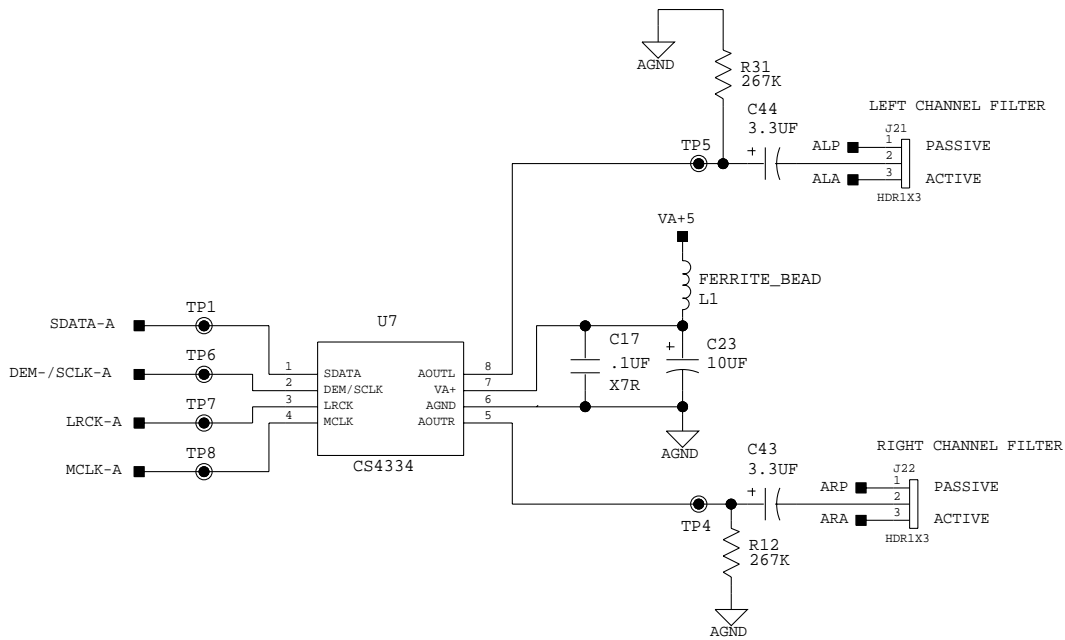 AGND
R31
267K
C44
3.3UF
LEFT CHANNEL FILTER
J21
TP5
+
ALP
1
PASSIVE
2
ALA
3
ACTIVE
HDR1X3
VA+5
FERRITE_BEAD
L1
TP1
SDATA-A
U7
C17
.1UF
X7R
+
C23
10UF
TP6
DEM-/SCLK-A
1
SDATA
AOUTL
8
2
DEM/SCLK
VA+
7
TP7
LRCK-A
3
LRCK
AGND
6
4
MCLK
AOUTR
5
TP8
MCLK-A
CS4334
AGND
C43
3.3UF
RIGHT CHANNEL FILTER
J22
+
ARP
1
PASSIVE
2
TP4
ARA
3
ACTIVE
HDR1X3
R12
267K
AGND